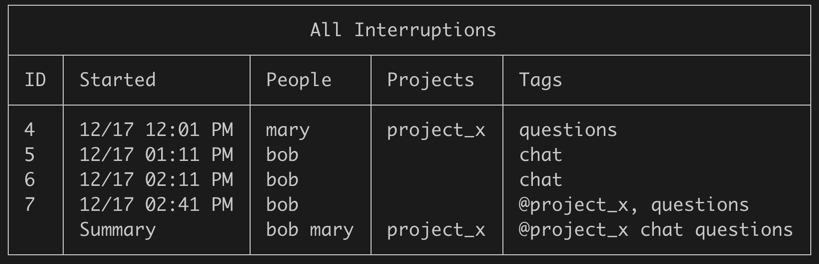 All Interruptions
ID Started People Projects Tags
4 12/17 12:01 PM mary project_x questions
5 12/17 01:11 PM bob chat
6 12/17 02:11 PM bob chat
7 12/17 02:41 PM bob @project_x, questions
Summary bob mary project_x @project_x chat questions